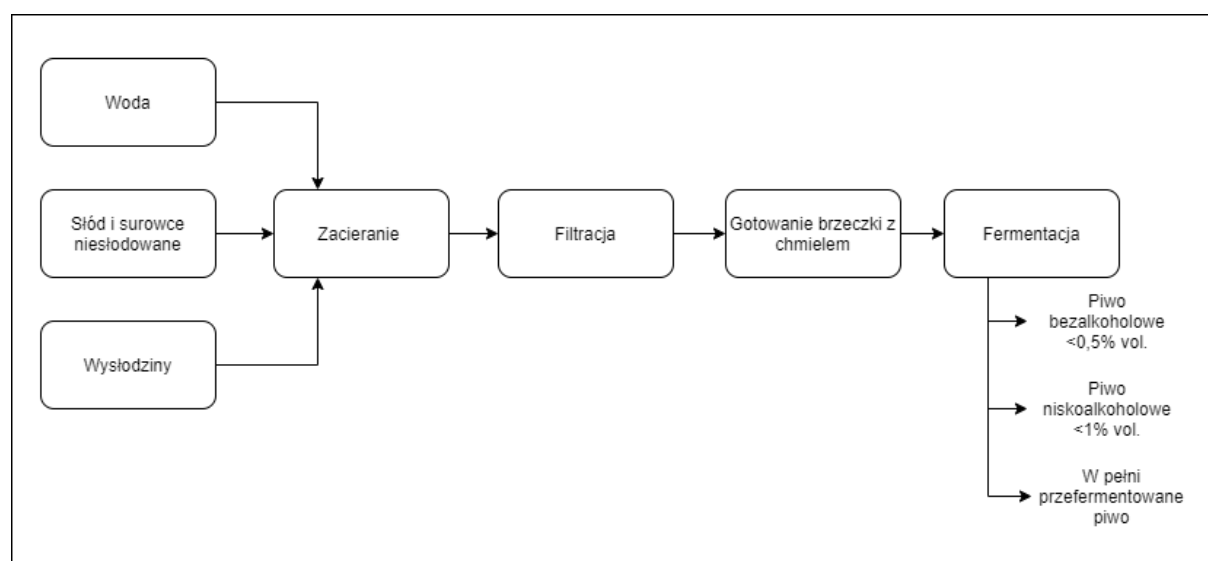 Woda
Słód i surowce
niesłodowane
Wysłodziny
Zacieranie
Filtracja
Gotowanie brzeczki z
chmielem
Fermentacja
Piwo
bezalkoholowe
<0,5% vol.
Piwo
niskoalkoholowe
<1% vol.
W pełni
przefermentowane
piwo